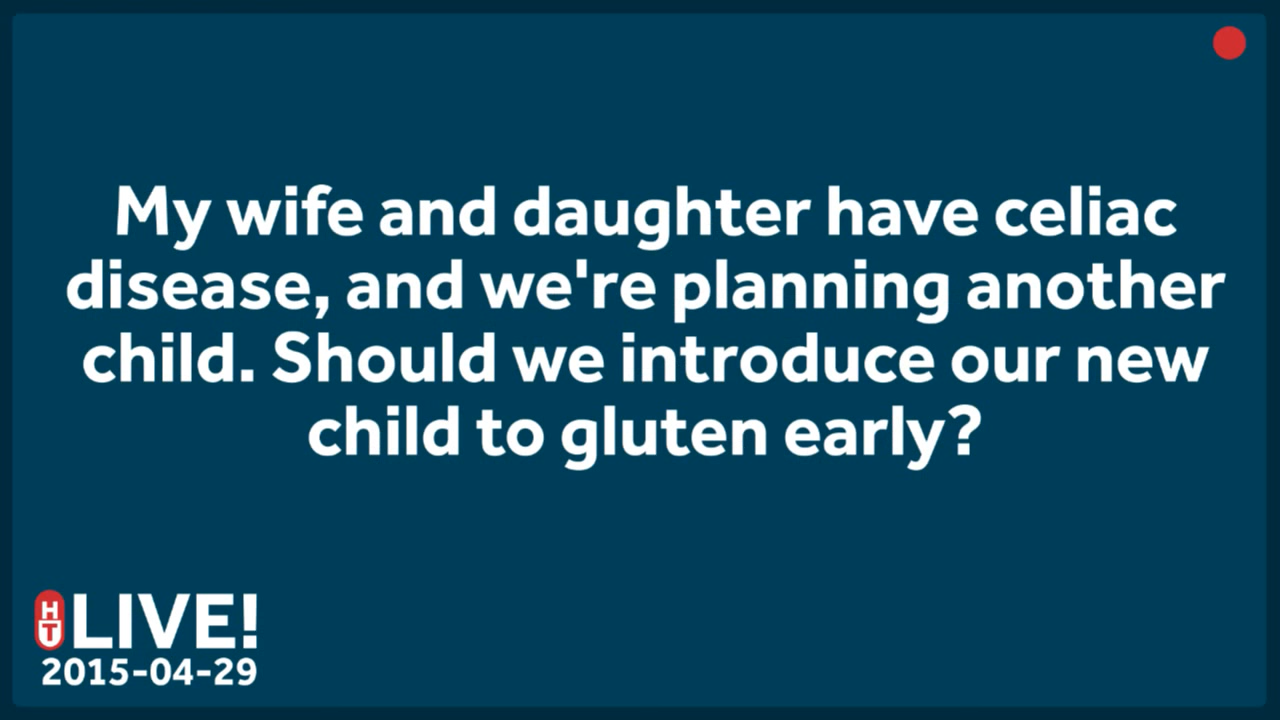 My wife and daughter have celiac
disease, and we're planning another
child. Should we introduce our new
child to gluten early?
HT LIVE!
2015-04-29